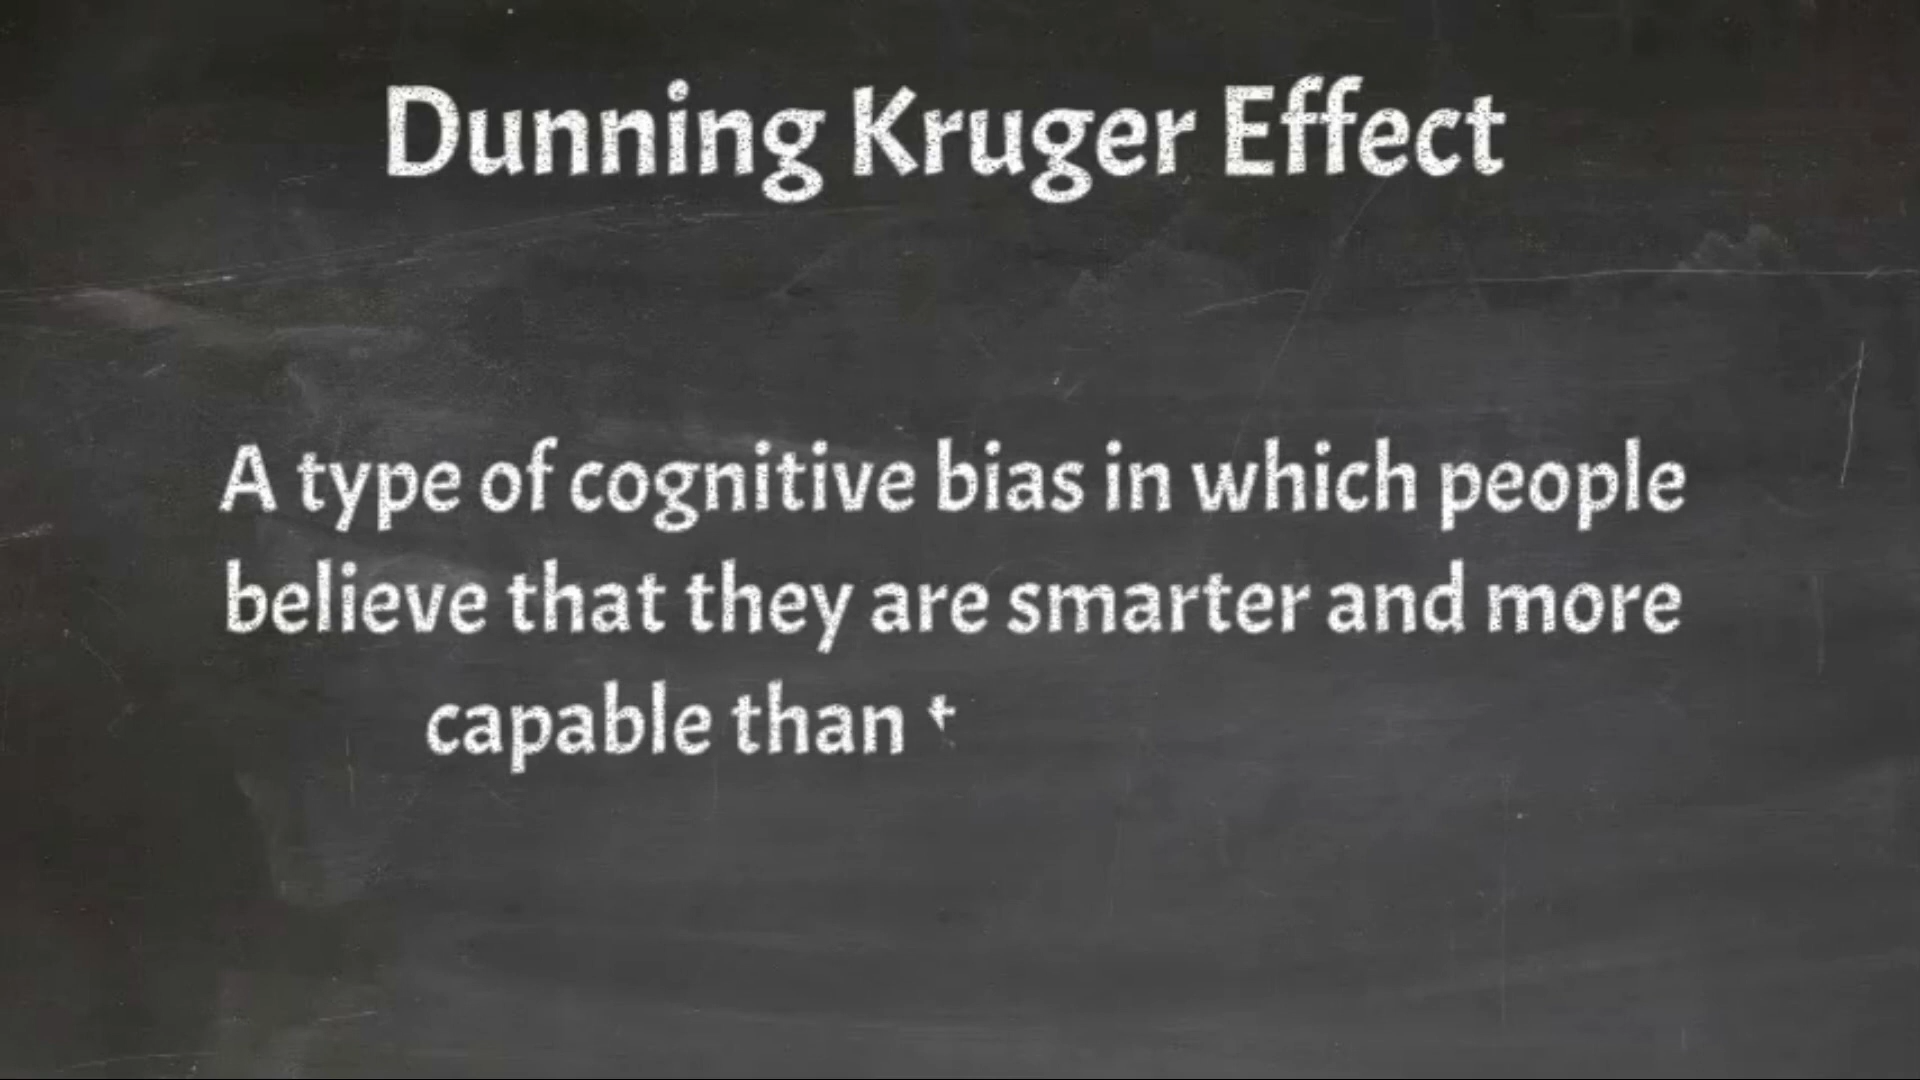 Dunning Kruger Effect
A type of cognitive bias in which people
believe that they are smarter and more
capable than